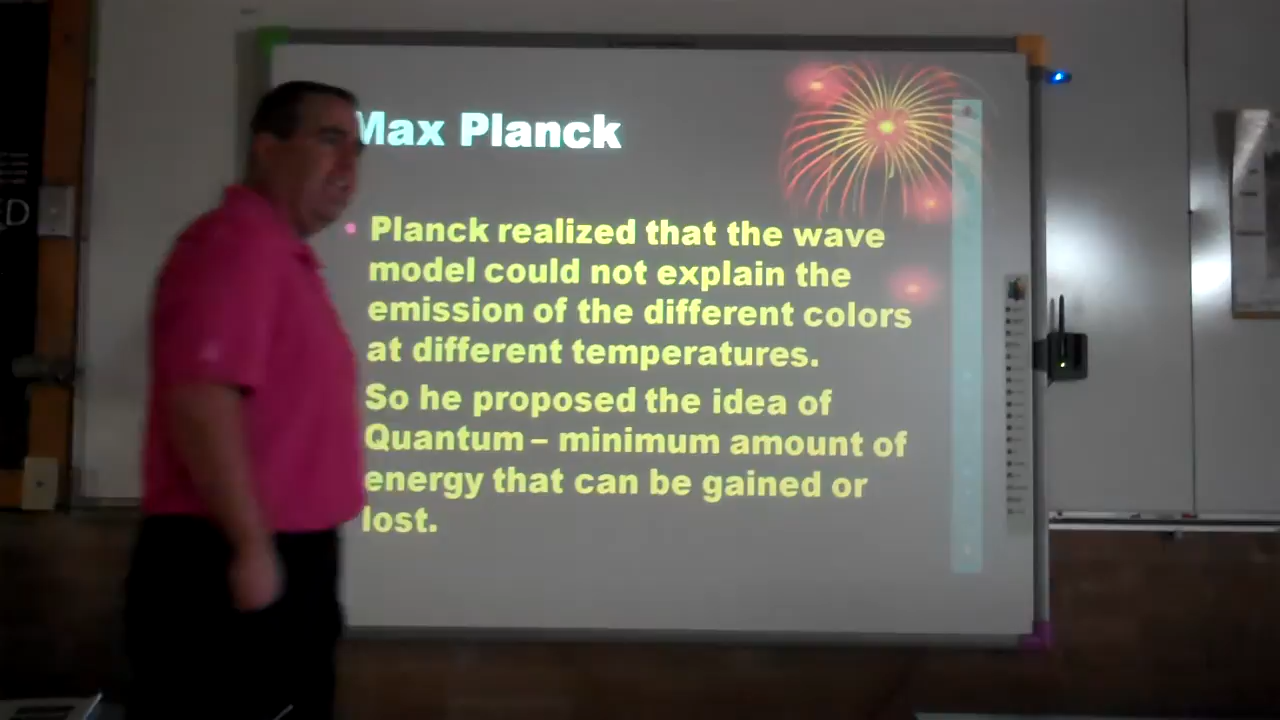 Max Planck
Planck realized that the wave
model could not explain the
emission of the different colors
at different temperatures.
So he proposed the idea of
Quantum – minimum amount of
energy that can be gained or
lost.